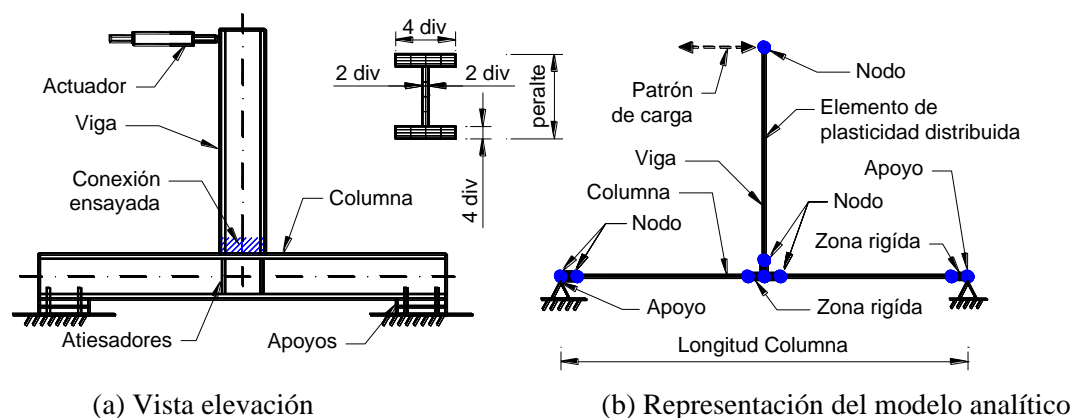 4 div
2 div
2 div
peralte
4 div
Actuador
Viga
Conexión
ensayada
Columna
Atiesadores
Apoyos
(a) Vista elevación
Patrón
de carga
Nodo
Elemento de
plasticidad distribuida
Viga
Apoyo
Columna
Nodo
Nodo
Zona rigída
Apoyo
Zona rigída
Longitud Columna
(b) Representación del modelo analítico